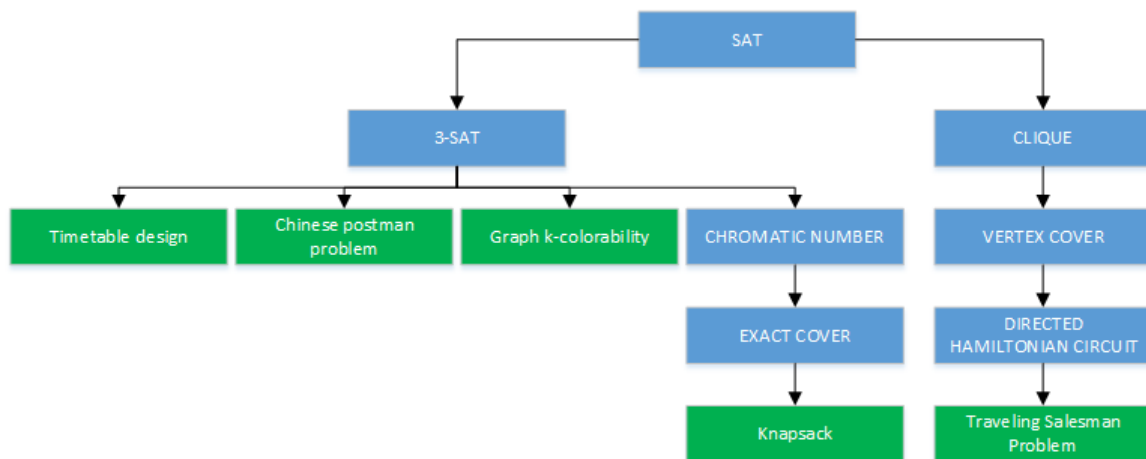 SAT
3-SAT
CLIQUE
Timetable design
Chinese postman
problem
Graph k-colorability
CHROMATIC NUMBER
VERTEX COVER
EXACT COVER
DIRECTED
HAMILTONIAN CIRCUIT
Knapsack
Traveling Salesman
Problem